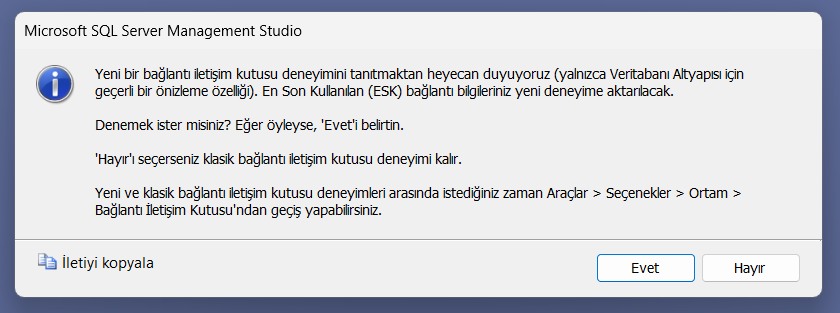 Microsoft SQL Server Management Studio
Yeni bir bağlantı iletişim kutusu deneyimini tanıtmaktan heyecan duyuyoruz (yalnızca Veritabanı Altyapısı için
geçerli bir önizleme özelliği). En Son Kullanılan (ESK) bağlantı bilgileriniz yeni deneyime aktarılacak.
Denemek ister misiniz? Eğer öyleyse, 'Evet'i belirtin.
'Hayır'ı seçerseniz klasik bağlantı iletişim kutusu deneyimi kalır.
Yeni ve klasik bağlantı iletişim kutusu deneyimleri arasında istediğiniz zaman Araçlar > Seçenekler > Ortam >
Bağlantı İletişim Kutusu'ndan geçiş yapabilirsiniz.
İletiyi kopyala
Evet
Hayır